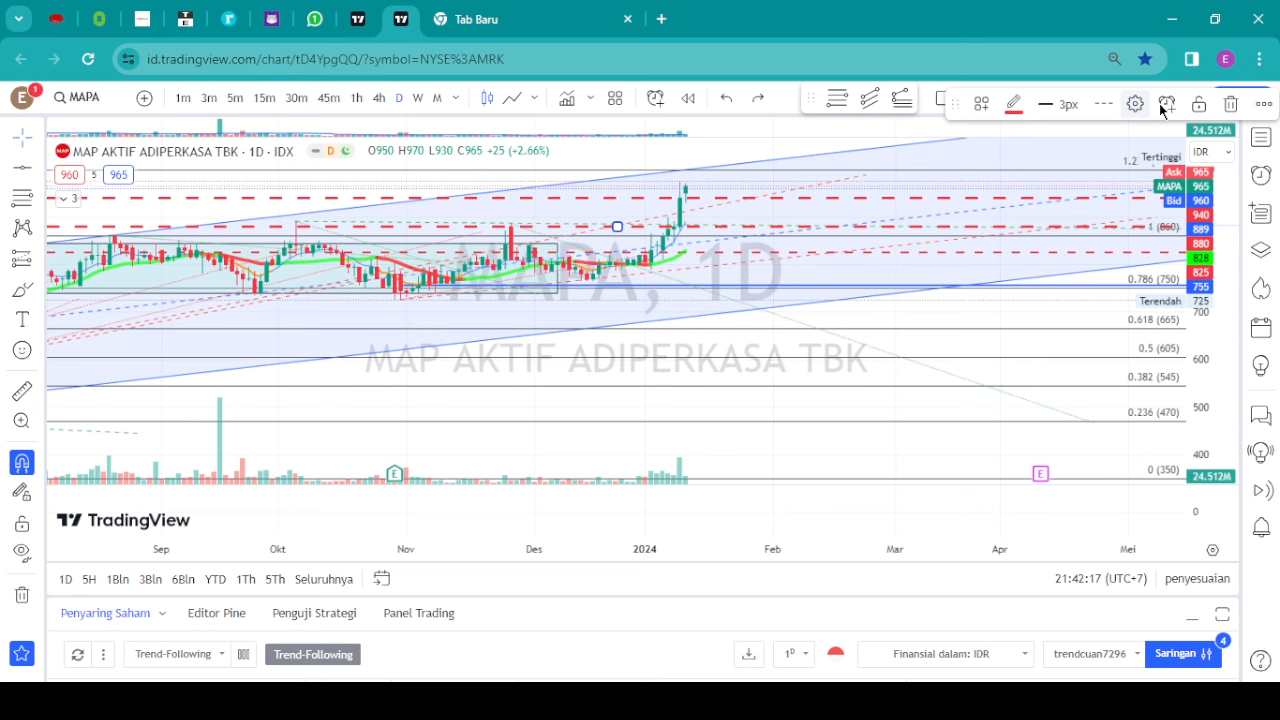 Tab Baru
id.tradingview.com/chart/tD4YpgQQ/?symbol=NYSE%3AMRK
E
E 1 MAPA 1m 3m 5m 15m 30m 45m 1h 4h D W M
3px
24.512M
MAP AKTIF ADIPERKASA TBK · 1D · IDX D O950 H970 L930 C965 +25 (+2.66%)
IDR
960 5 965
3
1.2 Tertinggi
Ask 965
MAPA 965
Bid 960
940
1 (860) 889
880
828
825
0.786 (750) 755
Terendah 725
700
0.618 (665)
0.5 (605) 600
0.382 (545)
0.236 (470) 500
400
0 (350) 24.512M
0
MAPA, 1D
MAP AKTIF ADIPERKASA TBK
E E
TradingView
Sep Okt Nov Des 2024 Feb Mar Apr Mei
1D 5H 1Bln 3Bln 6Bln YTD 1Th 5Th Seluruhnya 21:42:17 (UTC+7) penyesuaian
Penyaring Saham Editor Pine Penguji Strategi Panel Trading
Trend-Following Trend-Following 1D Finansial dalam: IDR trendcuan7296 Saringan 4